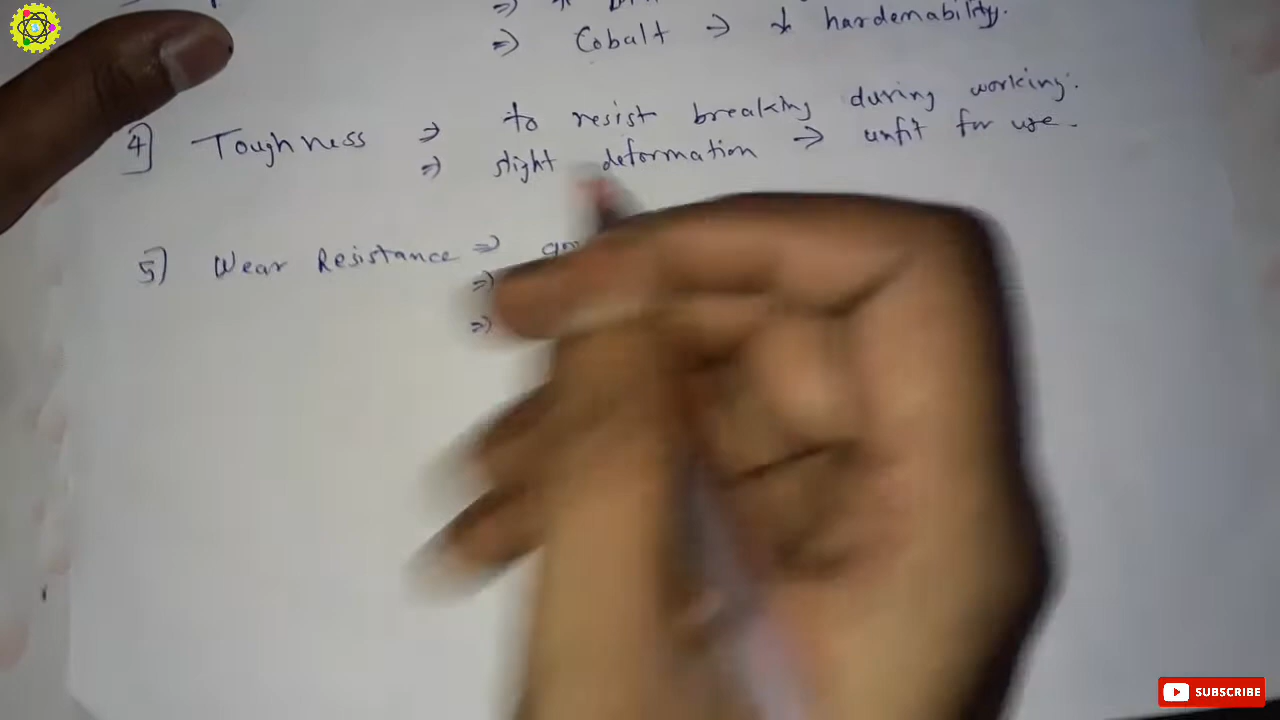 ⇒ Cobalt → ↓ hardenability.
4] Toughness ⇒ to resist breaking during working.
⇒ slight deformation → unfit for use.
5] Wear Resistance ⇒
⇒
⇒
SUBSCRIBE